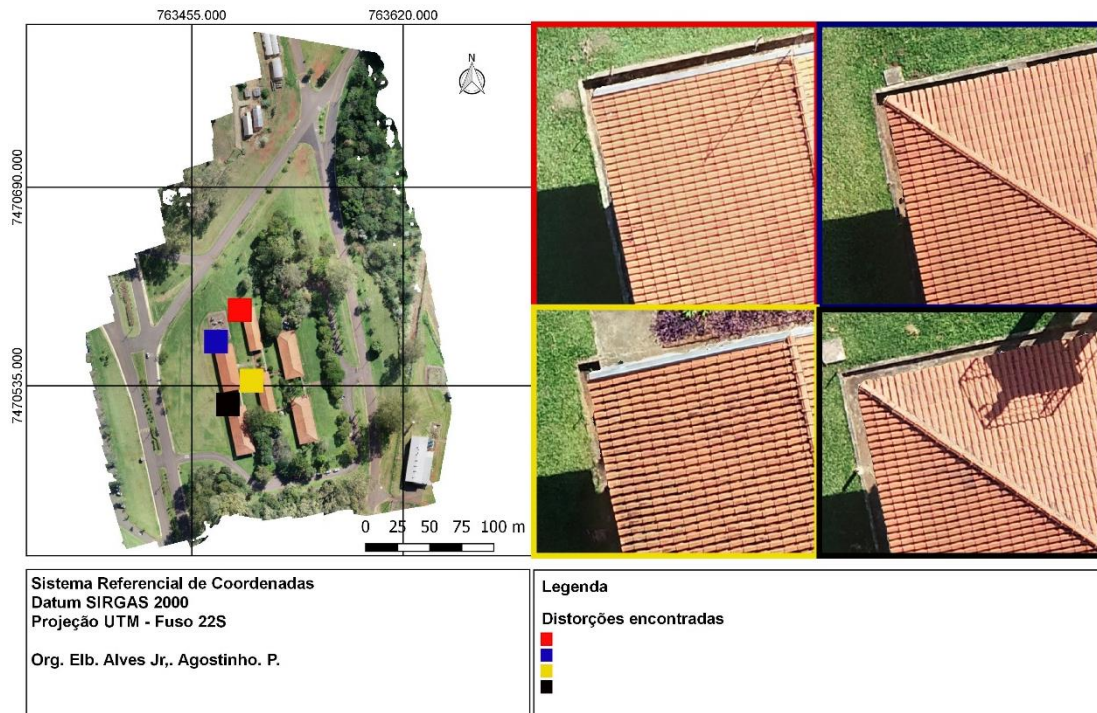 763455.000
763620.000
N
7470690.000
7470535.000
0 25 50 75 100 m
Sistema Referencial de Coordenadas
Datum SIRGAS 2000
Projeção UTM - Fuso 22S
Org. Elb. Alves Jr,. Agostinho. P.
Legenda
Distorções encontradas